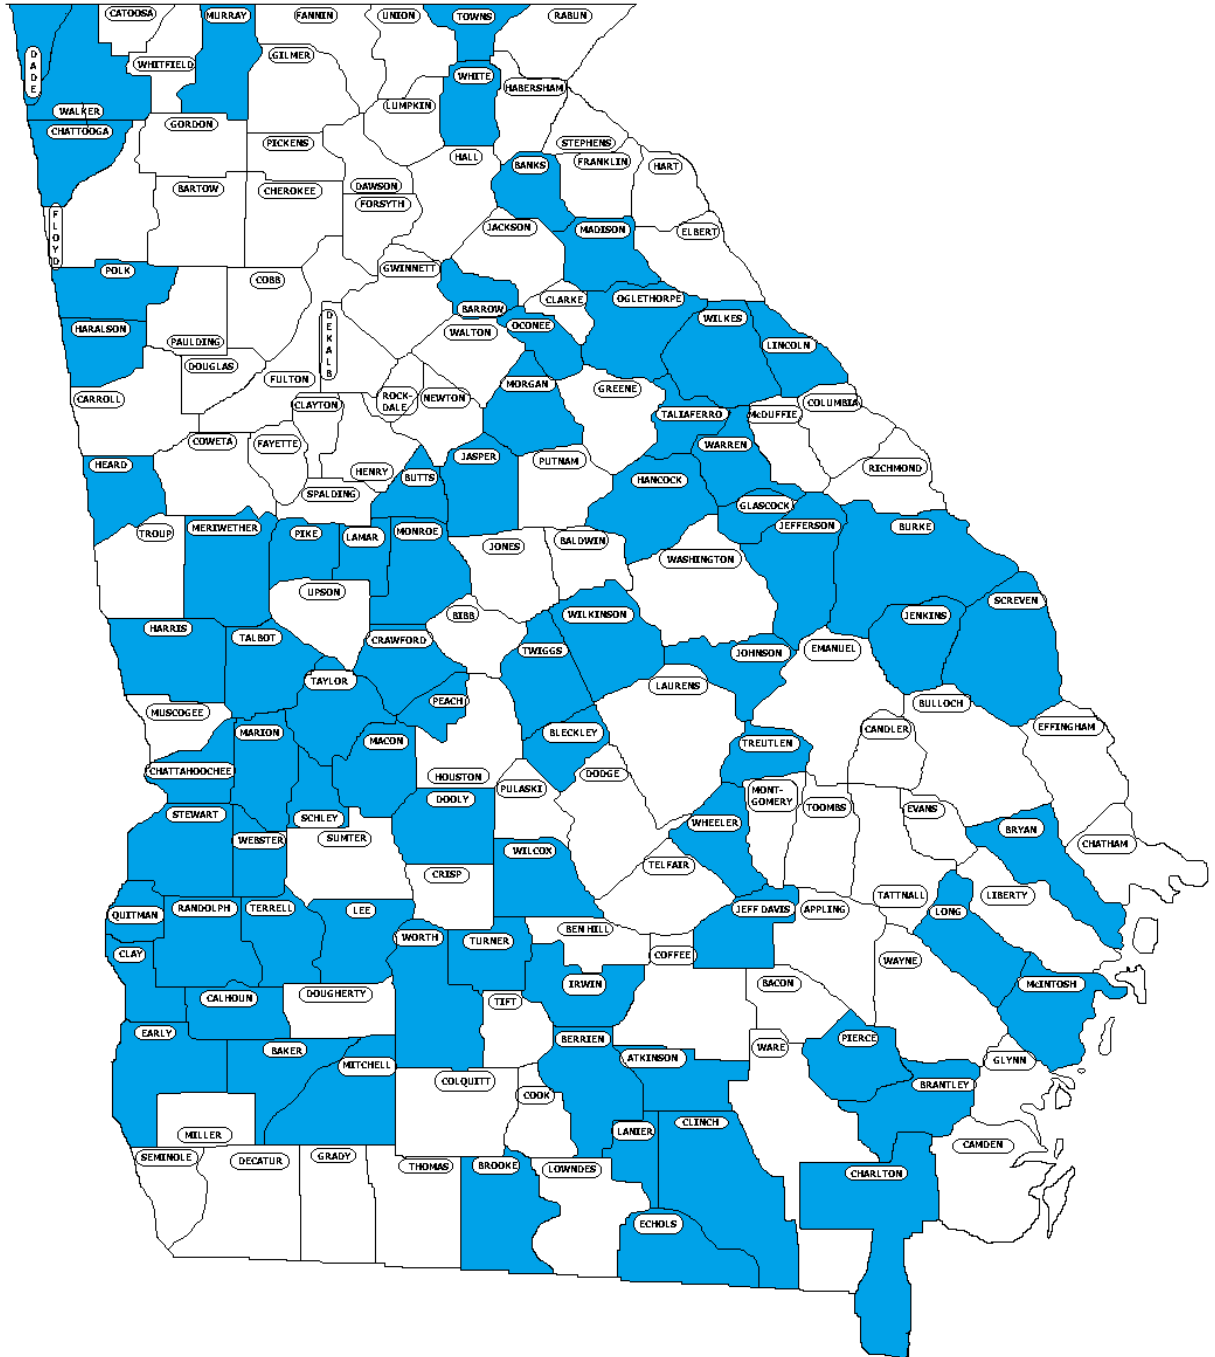 CATOOSA
MURRAY
FANNIN
UNION
TOWNS
RABUN
DADE
WHITFIELD
GILMER
WHITE
HABERSHAM
WALKER
LUMPKIN
CHATTOOGA
GORDON
PICKENS
STEPHENS
HALL
BANKS
FRANKLIN
HART
BARTOW
CHEROKEE
DAWSON
FORSYTH
FLOYD
JACKSON
MADISON
ELBERT
POLK
COBB
GWINNETT
CLARKE
OGLETHORPE
BARROW
HARALSON
PAULDING
DEKALB
WALTON
OCONEE
WILKES
LINCOLN
DOUGLAS
FULTON
CARROLL
CLAYTON
ROCK-
DALE
NEWTON
MORGAN
GREENE
TALIAFERRO
McDUFFIE
COLUMBIA
COWETA
FAYETTE
WARREN
HEARD
HENRY
BUTTS
JASPER
PUTNAM
HANCOCK
RICHMOND
SPALDING
GLASCOCK
TROUP
MERIWETHER
PIKE
LAMAR
MONROE
JONES
BALDWIN
WASHINGTON
JEFFERSON
BURKE
UPSON
BIBB
WILKINSON
JENKINS
SCREVEN
HARRIS
TALBOT
CRAWFORD
TWIGGS
JOHNSON
EMANUEL
TAYLOR
LAURENS
MUSCOGEE
PEACH
BULLOCH
MARION
MACON
BLECKLEY
TREUTLEN
CANDLER
EFFINGHAM
CHATTAHOOCHEE
HOUSTON
PULASKI
DODGE
MONT-
GOMERY
TOOMBS
EVANS
STEWART
WEBSTER
SCHLEY
SUMTER
DOOLY
WHEELER
BRYAN
CHATHAM
WILCOX
CRISP
TELFAIR
QUITMAN
RANDOLPH
TERRELL
LEE
JEFF DAVIS
APPLING
TATTNALL
LONG
LIBERTY
CLAY
WORTH
TURNER
BEN HILL
COFFEE
WAYNE
CALHOUN
DOUGHERTY
TIFT
IRWIN
BACON
McINTOSH
EARLY
BAKER
MITCHELL
BERRIEN
ATKINSON
WARE
PIERCE
GLYNN
COLQUITT
COOK
BRANTLEY
MILLER
LANIER
CLINCH
CAMDEN
SEMINOLE
DECATUR
GRADY
THOMAS
BROOKE
LOWNDES
CHARLTON
ECHOLS